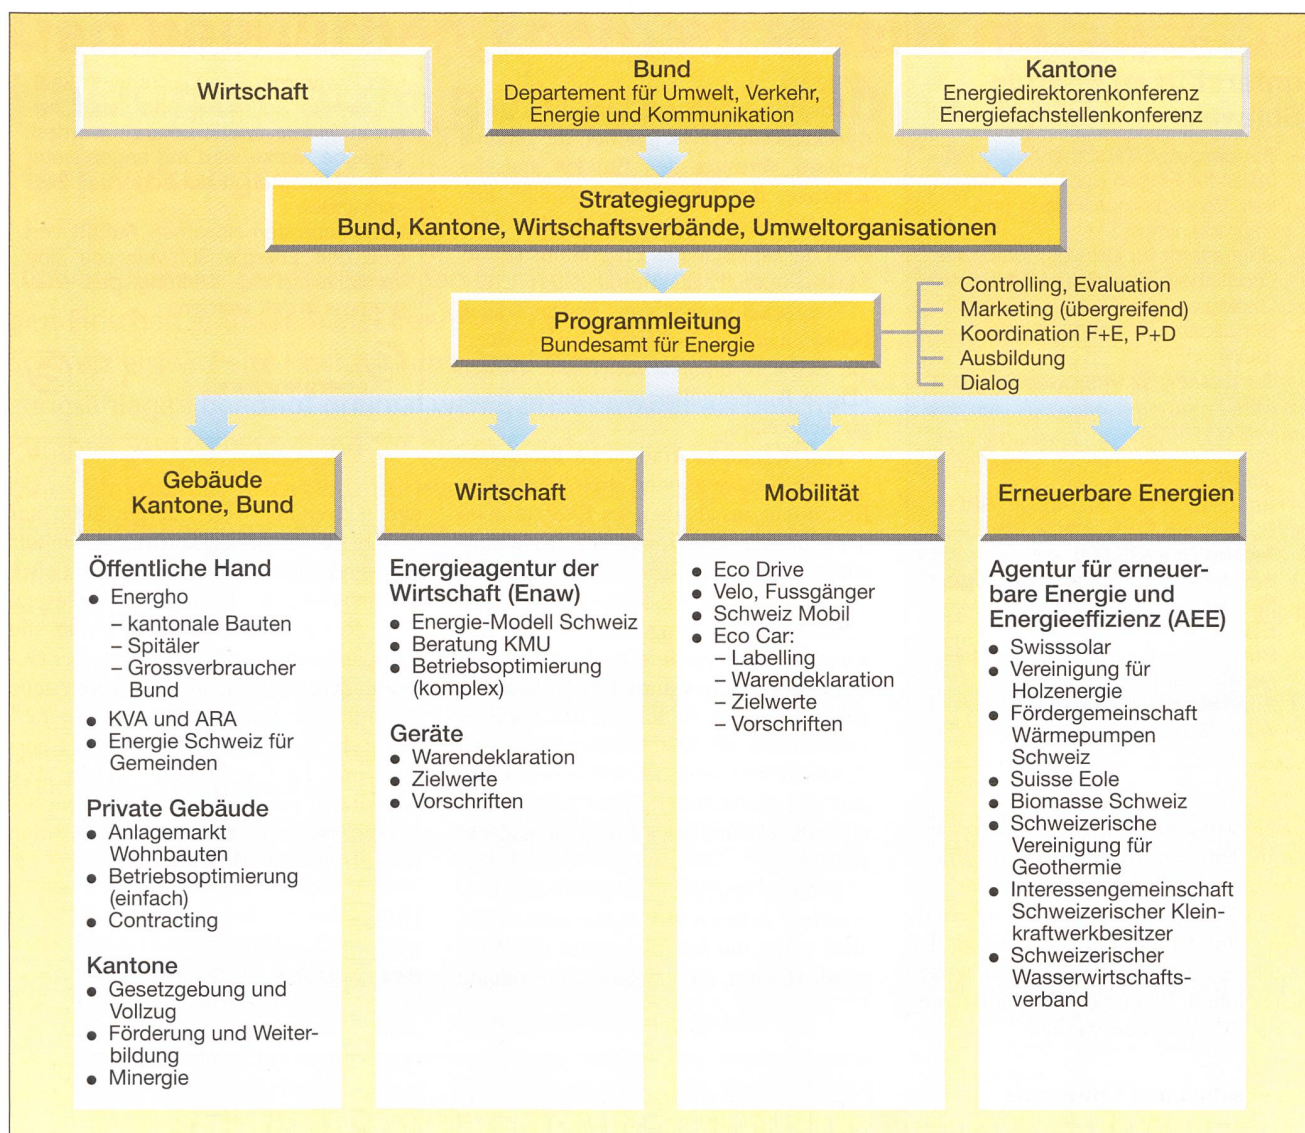 Wirtschaft
Bund
Departement für Umwelt, Verkehr,
Energie und Kommunikation
Kantone
Energiedirektorenkonferenz
Energiefachstellenkonferenz
Strategiegruppe
Bund, Kantone, Wirtschaftsverbände, Umweltorganisationen
Programmleitung
Bundesamt für Energie
Controlling, Evaluation
Marketing (übergreifend)
Koordination F+E, P+D
Ausbildung
Dialog
Gebäude
Kantone, Bund
Öffentliche Hand
● Energho
– kantonale Bauten
– Spitäler
– Grossverbraucher
Bund
● KVA und ARA
● Energie Schweiz für
Gemeinden
Private Gebäude
● Anlagemarkt
Wohnbauten
● Betriebsoptimierung
(einfach)
● Contracting
Kantone
● Gesetzgebung und
Vollzug
● Förderung und Weiter-
bildung
● Minergie
Wirtschaft
Energieagentur der
Wirtschaft (Enaw)
● Energie-Modell Schweiz
● Beratung KMU
● Betriebsoptimierung
(komplex)
Geräte
● Warendeklaration
● Zielwerte
● Vorschriften
Mobilität
● Eco Drive
● Velo, Fussgänger
● Schweiz Mobil
● Eco Car:
– Labelling
– Warendeklaration
– Zielwerte
– Vorschriften
Erneuerbare Energien
Agentur für erneuer-
bare Energie und
Energieeffizienz (AEE)
● Swisssolar
● Vereinigung für
Holzenergie
● Fördergemeinschaft
Wärmepumpen
Schweiz
● Suisse Eole
● Biomasse Schweiz
● Schweizerische
Vereinigung für
Geothermie
● Interessengemeinschaft
Schweizerischer Klein-
kraftwerkbesitzer
● Schweizerischer
Wasserwirtschafts-
verband